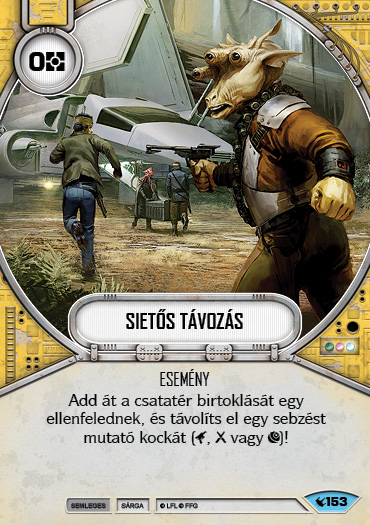 0
SIETŐS TÁVOZÁS
ESEMÉNY
Add át a csatatér birtoklását egy
ellenfelednek, és távolíts el egy sebzést
mutató kockát (, vagy )!
SEMLEGES SÁRGA © LFL © FFG 153